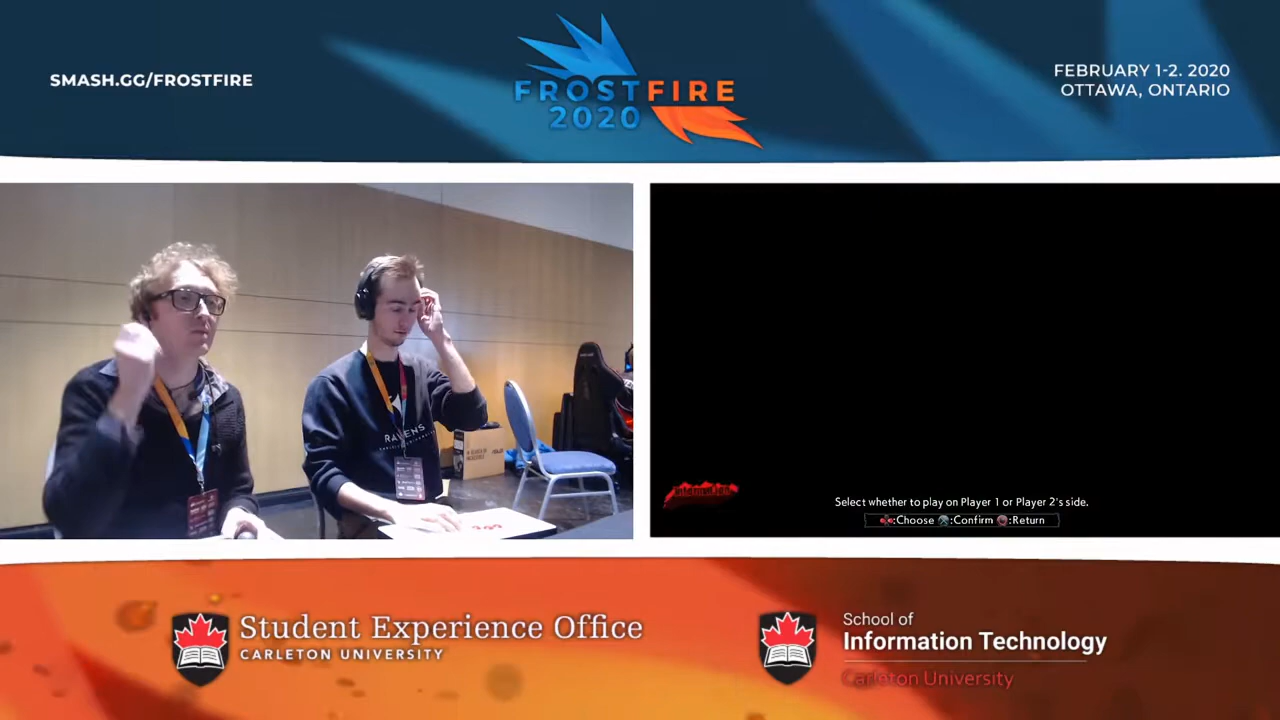 SMASH.GG/FROSTFIRE
FROSTFIRE
2020
FEBRUARY 1-2. 2020
OTTAWA, ONTARIO
RAVENS
Information
Select whether to play on Player 1 or Player 2's side.
:Choose :Confirm :Return
Student Experience Office
CARLETON UNIVERSITY
School of
Information Technology
Carleton University